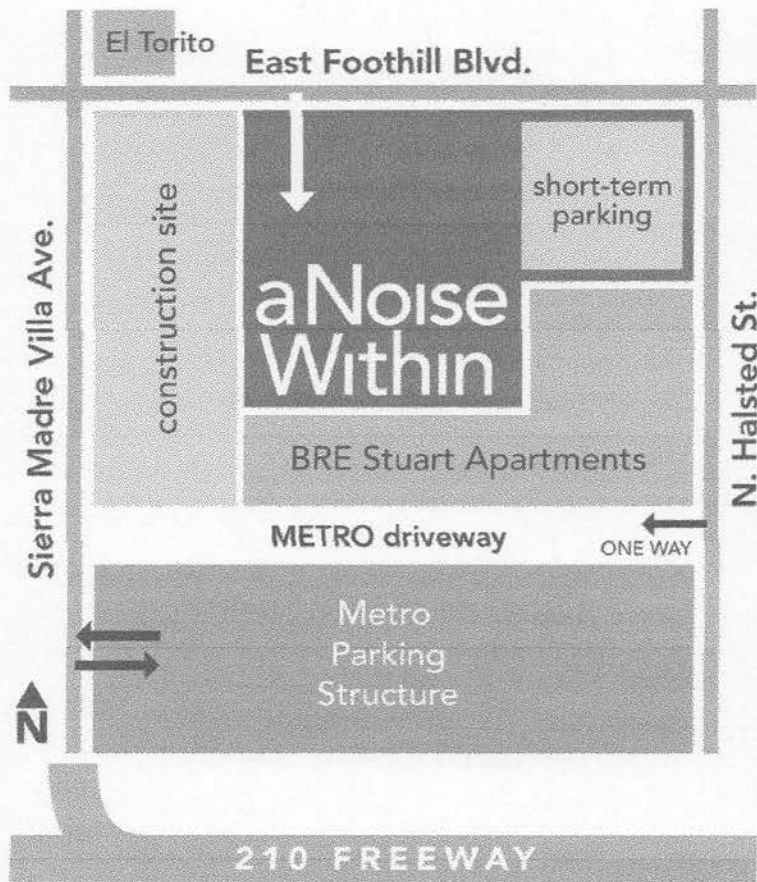 El Torito
East Foothill Blvd.
short-term
parking
construction site
Sierra Madre Villa Ave.
aNoise
Within
N. Halsted St.
BRE Stuart Apartments
METRO driveway
ONE WAY
Metro
Parking
Structure
N
210 FREEWAY